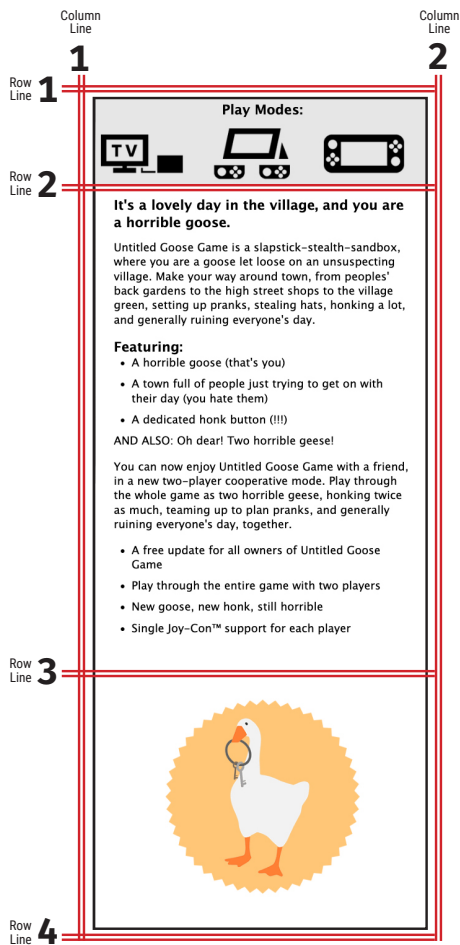 Column
Line
1
Column
Line
2
Row
Line 1
Play Modes:
TV
Row
Line 2
It's a lovely day in the village, and you are
a horrible goose.
Untitled Goose Game is a slapstick-stealth-sandbox,
where you are a goose let loose on an unsuspecting
village. Make your way around town, from peoples'
back gardens to the high street shops to the village
green, setting up pranks, stealing hats, honking a lot,
and generally ruining everyone's day.
Featuring:
• A horrible goose (that's you)
• A town full of people just trying to get on with
their day (you hate them)
• A dedicated honk button (!!!)
AND ALSO: Oh dear! Two horrible geese!
You can now enjoy Untitled Goose Game with a friend,
in a new two-player cooperative mode. Play through
the whole game as two horrible geese, honking twice
as much, teaming up to plan pranks, and generally
ruining everyone's day, together.
• A free update for all owners of Untitled Goose
Game
• Play through the entire game with two players
• New goose, new honk, still horrible
• Single Joy-Con™ support for each player
Row
Line 3
Row
Line 4